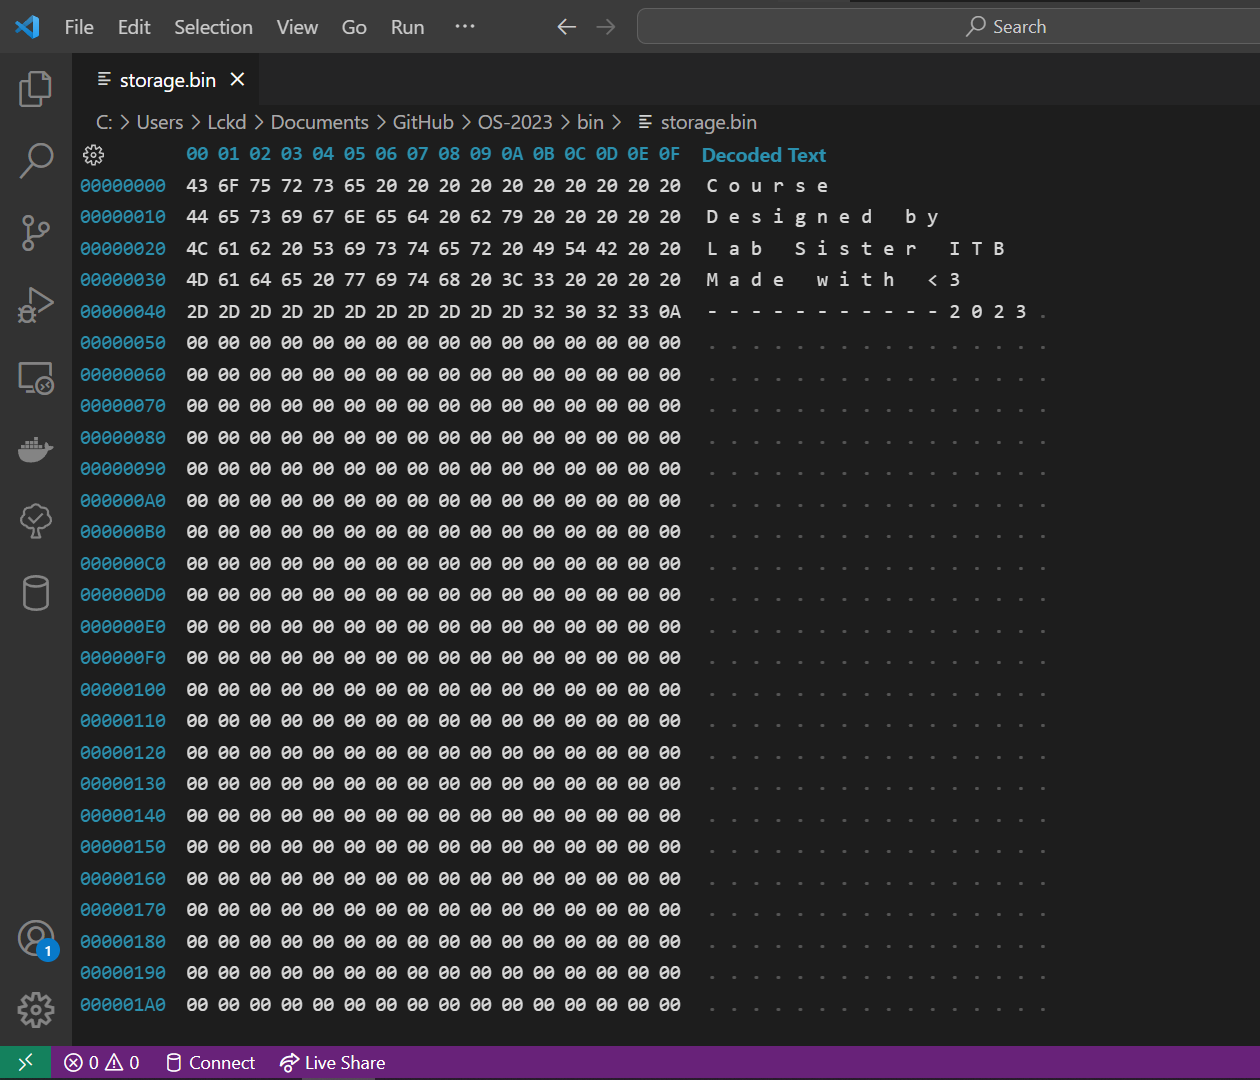 File Edit Selection View Go Run ··· Search
storage.bin
C: > Users > Lckd > Documents > GitHub > OS-2023 > bin > storage.bin
00 01 02 03 04 05 06 07 08 09 0A 0B 0C 0D 0E 0F Decoded Text
00000000 43 6F 75 72 73 65 20 20 20 20 20 20 20 20 20 20 C o u r s e
00000010 44 65 73 69 67 6E 65 64 20 62 79 20 20 20 20 20 D e s i g n e d b y
00000020 4C 61 62 20 53 69 73 74 65 72 20 49 54 42 20 20 L a b S i s t e r I T B
00000030 4D 61 64 65 20 77 69 74 68 20 3C 33 20 20 20 20 M a d e w i t h < 3
00000040 2D 2D 2D 2D 2D 2D 2D 2D 2D 2D 2D 32 30 32 33 0A - - - - - - - - - - - 2 0 2 3 .
00000050 00 00 00 00 00 00 00 00 00 00 00 00 00 00 00 00 . . . . . . . . . . . . . . . .
00000060 00 00 00 00 00 00 00 00 00 00 00 00 00 00 00 00 . . . . . . . . . . . . . . . .
00000070 00 00 00 00 00 00 00 00 00 00 00 00 00 00 00 00 . . . . . . . . . . . . . . . .
00000080 00 00 00 00 00 00 00 00 00 00 00 00 00 00 00 00 . . . . . . . . . . . . . . . .
00000090 00 00 00 00 00 00 00 00 00 00 00 00 00 00 00 00 . . . . . . . . . . . . . . . .
000000A0 00 00 00 00 00 00 00 00 00 00 00 00 00 00 00 00 . . . . . . . . . . . . . . . .
000000B0 00 00 00 00 00 00 00 00 00 00 00 00 00 00 00 00 . . . . . . . . . . . . . . . .
000000C0 00 00 00 00 00 00 00 00 00 00 00 00 00 00 00 00 . . . . . . . . . . . . . . . .
000000D0 00 00 00 00 00 00 00 00 00 00 00 00 00 00 00 00 . . . . . . . . . . . . . . . .
000000E0 00 00 00 00 00 00 00 00 00 00 00 00 00 00 00 00 . . . . . . . . . . . . . . . .
000000F0 00 00 00 00 00 00 00 00 00 00 00 00 00 00 00 00 . . . . . . . . . . . . . . . .
00000100 00 00 00 00 00 00 00 00 00 00 00 00 00 00 00 00 . . . . . . . . . . . . . . . .
00000110 00 00 00 00 00 00 00 00 00 00 00 00 00 00 00 00 . . . . . . . . . . . . . . . .
00000120 00 00 00 00 00 00 00 00 00 00 00 00 00 00 00 00 . . . . . . . . . . . . . . . .
00000130 00 00 00 00 00 00 00 00 00 00 00 00 00 00 00 00 . . . . . . . . . . . . . . . .
00000140 00 00 00 00 00 00 00 00 00 00 00 00 00 00 00 00 . . . . . . . . . . . . . . . .
00000150 00 00 00 00 00 00 00 00 00 00 00 00 00 00 00 00 . . . . . . . . . . . . . . . .
00000160 00 00 00 00 00 00 00 00 00 00 00 00 00 00 00 00 . . . . . . . . . . . . . . . .
00000170 00 00 00 00 00 00 00 00 00 00 00 00 00 00 00 00 . . . . . . . . . . . . . . . .
00000180 00 00 00 00 00 00 00 00 00 00 00 00 00 00 00 00 . . . . . . . . . . . . . . . .
00000190 00 00 00 00 00 00 00 00 00 00 00 00 00 00 00 00 . . . . . . . . . . . . . . . .
000001A0 00 00 00 00 00 00 00 00 00 00 00 00 00 00 00 00 . . . . . . . . . . . . . . . .
1
0 0 Connect Live Share